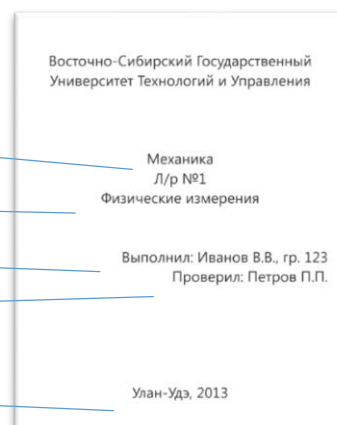 Восточно-Сибирский Государственный
Университет Технологий и Управления
Механика
Л/р №1
Физические измерения
Выполнил: Иванов В.В., гр. 123
Проверил: Петров П.П.
Улан-Удэ, 2013